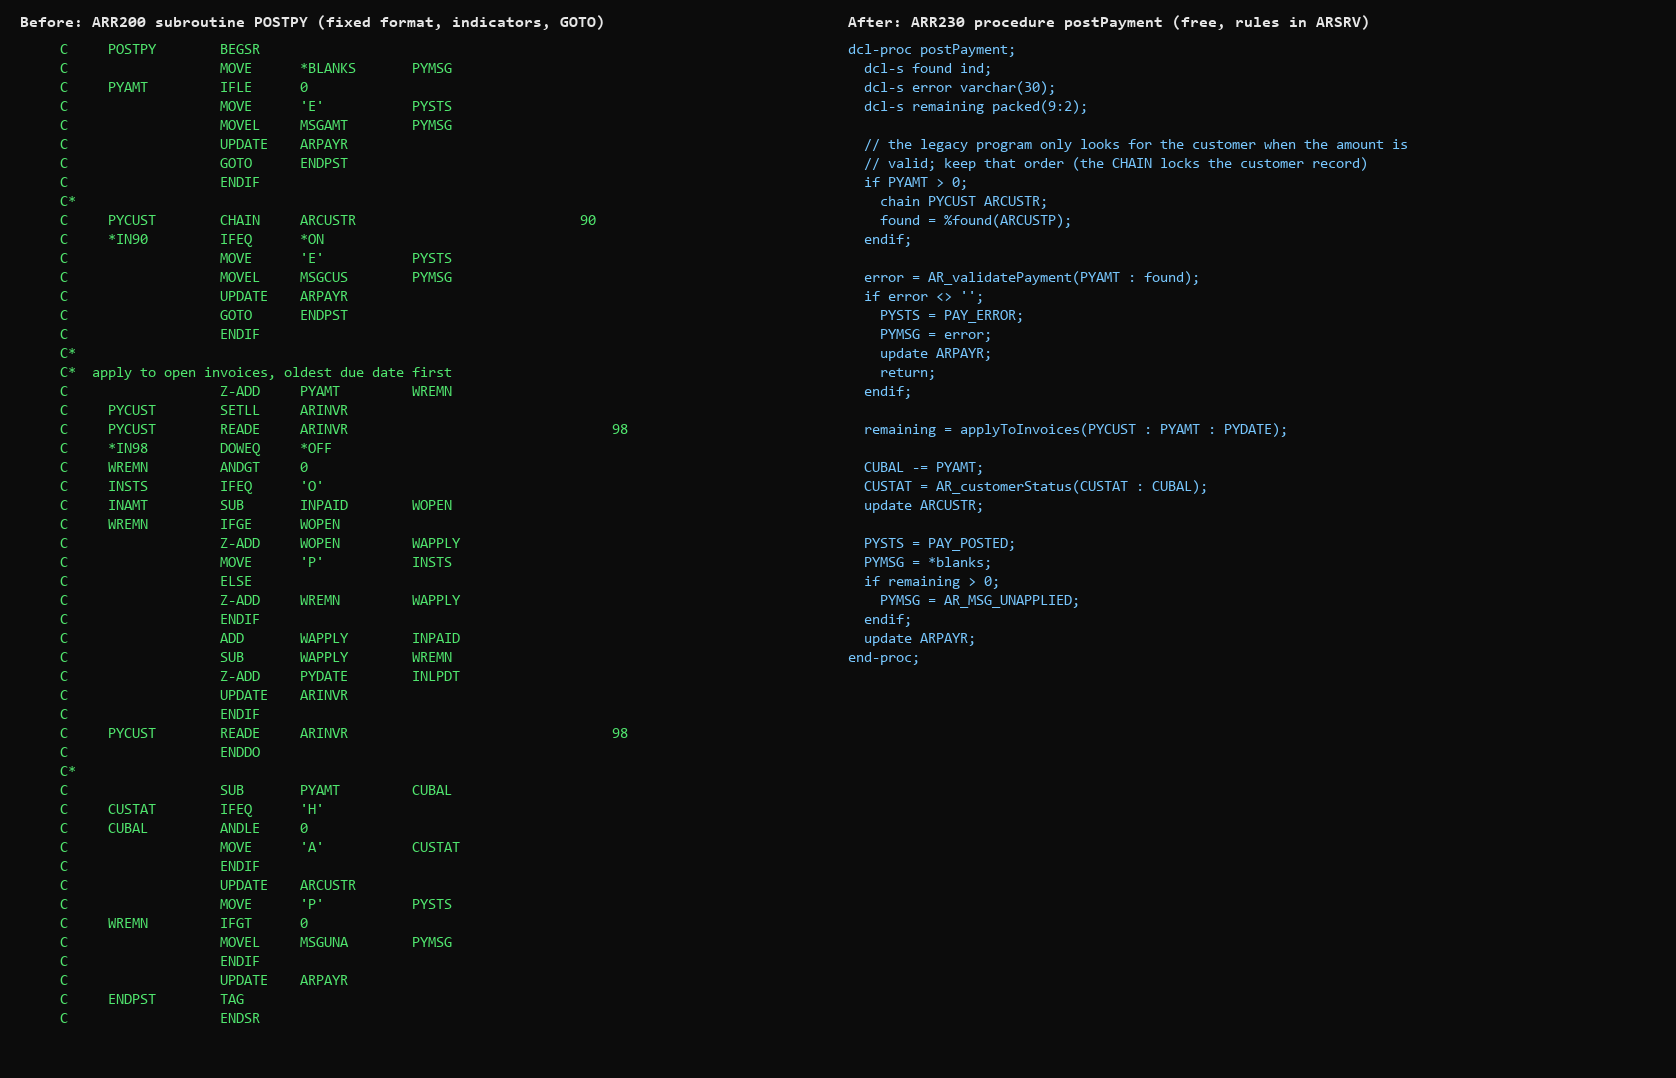 Before: ARR200 subroutine POSTPY (fixed format, indicators, GOTO)
C     POSTPY        BEGSR
C                   MOVE      *BLANKS       PYMSG
C     PYAMT         IFLE      0
C                   MOVE      'E'           PYSTS
C                   MOVEL     MSGAMT        PYMSG
C                   UPDATE    ARPAYR
C                   GOTO      ENDPST
C                   ENDIF
C*
C     PYCUST        CHAIN     ARCUSTR                            90
C     *IN90         IFEQ      *ON
C                   MOVE      'E'           PYSTS
C                   MOVEL     MSGCUS        PYMSG
C                   UPDATE    ARPAYR
C                   GOTO      ENDPST
C                   ENDIF
C*
C*  apply to open invoices, oldest due date first
C                   Z-ADD     PYAMT         WREMN
C     PYCUST        SETLL     ARINVR
C     PYCUST        READE     ARINVR                                 98
C     *IN98         DOWEQ     *OFF
C     WREMN         ANDGT     0
C     INSTS         IFEQ      'O'
C     INAMT         SUB       INPAID        WOPEN
C     WREMN         IFGE      WOPEN
C                   Z-ADD     WOPEN         WAPPLY
C                   MOVE      'P'           INSTS
C                   ELSE
C                   Z-ADD     WREMN         WAPPLY
C                   ENDIF
C                   ADD       WAPPLY        INPAID
C                   SUB       WAPPLY        WREMN
C                   Z-ADD     PYDATE        INLPDT
C                   UPDATE    ARINVR
C                   ENDIF
C     PYCUST        READE     ARINVR                                 98
C                   ENDDO
C*
C                   SUB       PYAMT         CUBAL
C     CUSTAT        IFEQ      'H'
C     CUBAL         ANDLE     0
C                   MOVE      'A'           CUSTAT
C                   ENDIF
C                   UPDATE    ARCUSTR
C                   MOVE      'P'           PYSTS
C     WREMN         IFGT      0
C                   MOVEL     MSGUNA        PYMSG
C                   ENDIF
C                   UPDATE    ARPAYR
C     ENDPST        TAG
C                   ENDSR
After: ARR230 procedure postPayment (free, rules in ARSRV)
dcl-proc postPayment;
  dcl-s found ind;
  dcl-s error varchar(30);
  dcl-s remaining packed(9:2);
  // the legacy program only looks for the customer when the amount is
  // valid; keep that order (the CHAIN locks the customer record)
  if PYAMT > 0;
    chain PYCUST ARCUSTR;
    found = %found(ARCUSTP);
  endif;
  error = AR_validatePayment(PYAMT : found);
  if error <> '';
    PYSTS = PAY_ERROR;
    PYMSG = error;
    update ARPAYR;
    return;
  endif;
  remaining = applyToInvoices(PYCUST : PYAMT : PYDATE);
  CUBAL -= PYAMT;
  CUSTAT = AR_customerStatus(CUSTAT : CUBAL);
  update ARCUSTR;
  PYSTS = PAY_POSTED;
  PYMSG = *blanks;
  if remaining > 0;
    PYMSG = AR_MSG_UNAPPLIED;
  endif;
  update ARPAYR;
end-proc;